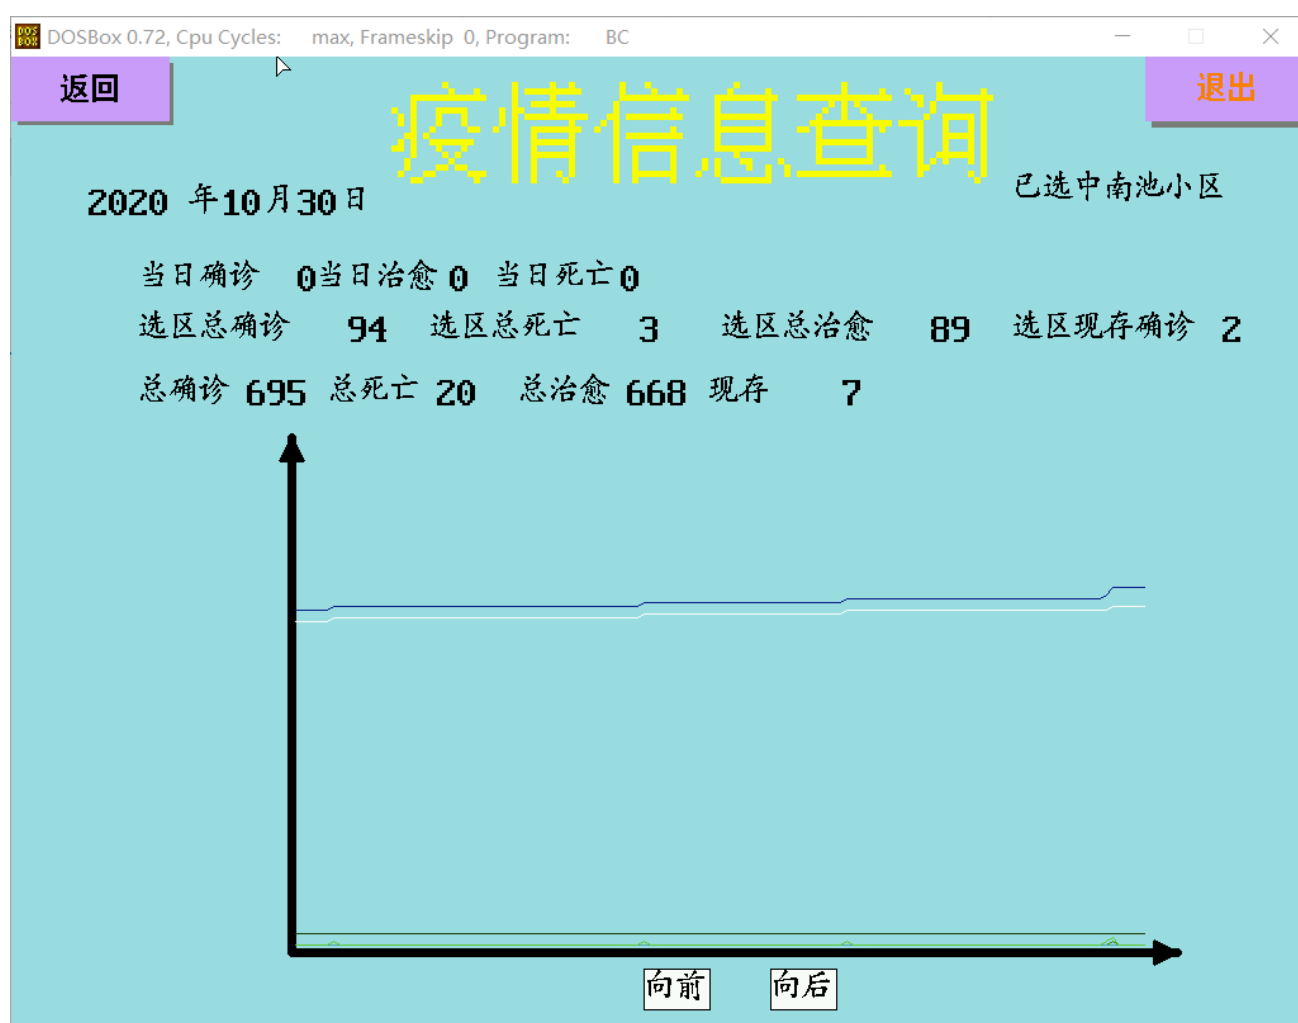 DOSBox 0.72, Cpu Cycles: max, Frameskip 0, Program: BC
返回
退出
疫情信息查询
已选中南池小区
2020 年10月30日
当日确诊 0当日治愈 0 当日死亡0
选区总确诊 94 选区总死亡 3 选区总治愈 89 选区现存确诊 2
总确诊 695 总死亡 20 总治愈 668 现存 7
向前 向后